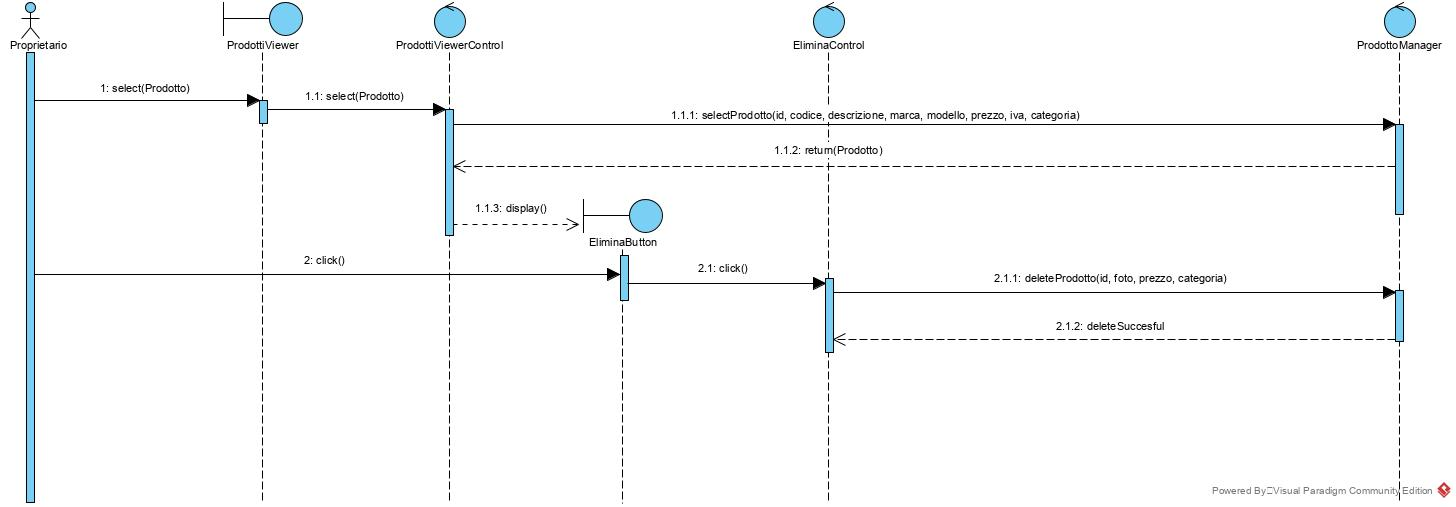 Proprietario
ProdottiViewer
ProdottiViewerControl
EliminaControl
ProdottoManager
1: select(Prodotto)
1.1: select(Prodotto)
1.1.1: selectProdotto(id, codice, descrizione, marca, modello, prezzo, iva, categoria)
1.1.2: return(Prodotto)
1.1.3: display()
EliminaButton
2: click()
2.1: click()
2.1.1: deleteProdotto(id, foto, prezzo, categoria)
2.1.2: deleteSuccesful
Powered By Visual Paradigm Community Edition